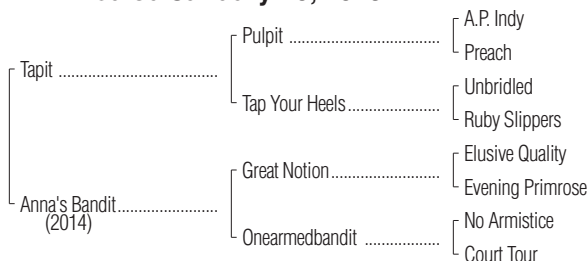 A.P. Indy
Pulpit
Preach
Tapit
Unbridled
Tap Your Heels
Ruby Slippers
Elusive Quality
Great Notion
Evening Primrose
Anna's Bandit
(2014)
No Armistice
Onearmedbandit
Court Tour